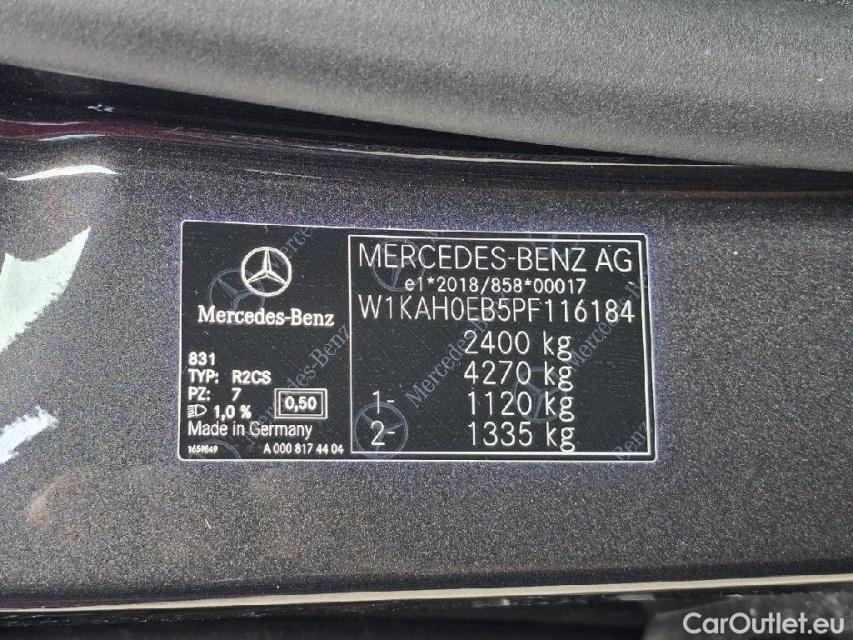 Mercedes-Benz
831
TYP: R2CS
PZ: 7
1,0 %
0,50
Made in Germany
1659849
A 000 817 44 04
MERCEDES-BENZ AG
e1*2018/858*00017
W1KAH0EB5PF116184
2400 kg
4270 kg
1- 1120 kg
2- 1335 kg
CarOutlet.eu